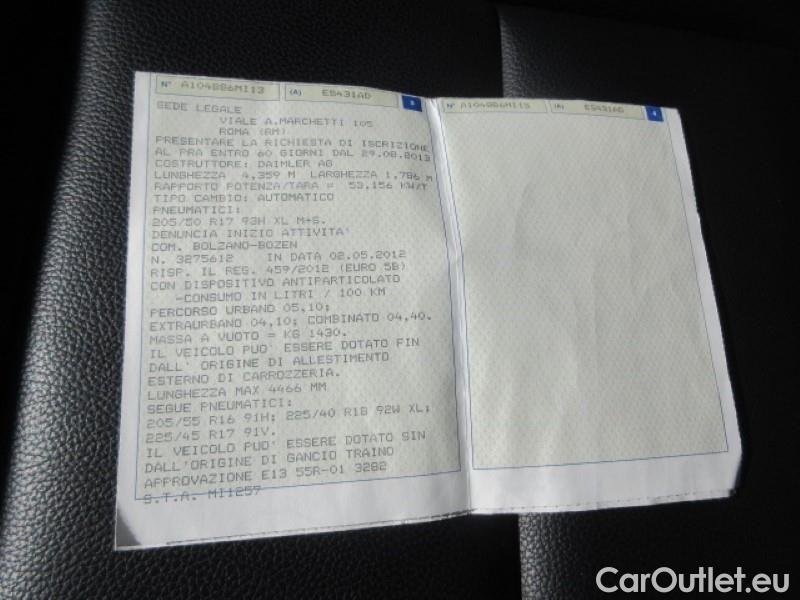 N° A104886MI13 (A) ES431AD 3
SEDE LEGALE
VIALE A.MARCHETTI 105
ROMA (RM)
PRESENTARE LA RICHIESTA DI ISCRIZIONE
AL PRA ENTRO 60 GIORNI DAL 29.08.2013
COSTRUTTORE: DAIMLER AG
LUNGHEZZA 4,359 M LARGHEZZA 1,786 M
RAPPORTO POTENZA/TARA = 53,156 KW/T
TIPO CAMBIO: AUTOMATICO
PNEUMATICI:
205/50 R17 93H XL M+S.
DENUNCIA INIZIO ATTIVITA'
COM. BOLZANO-BOZEN
N. 3275612 IN DATA 02.05.2012
RISP. IL REG. 459/2012 (EURO 5B)
CON DISPOSITIVO ANTIPARTICOLATO
-CONSUMO IN LITRI / 100 KM
PERCORSO URBANO 05,10;
EXTRAURBANO 04,10; COMBINATO 04,40.
MASSA A VUOTO = KG 1430.
IL VEICOLO PUO' ESSERE DOTATO FIN
DALL' ORIGINE DI ALLESTIMENTO
ESTERNO DI CARROZZERIA.
LUNGHEZZA MAX 4466 MM
SEGUE PNEUMATICI:
205/55 R16 91H; 225/40 R18 92W XL;
225/45 R17 91V.
IL VEICOLO PUO' ESSERE DOTATO SIN
DALL'ORIGINE DI GANCIO TRAINO
APPROVAZIONE E13 55R-01 3282
S.T.A. MI1257
N° A104886MI13 (A) ES431AD 4
CarOutlet.eu